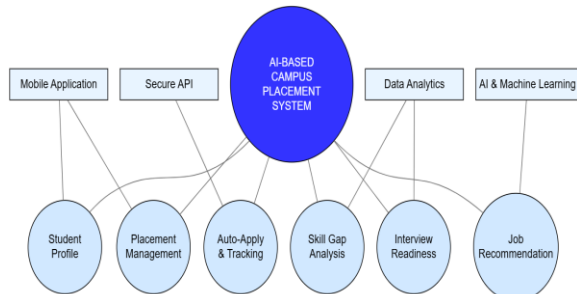 AI-BASED
CAMPUS
PLACEMENT
SYSTEM
Mobile Application
Secure API
Data Analytics
AI & Machine Learning
Student
Profile
Placement
Management
Auto-Apply
& Tracking
Skill Gap
Analysis
Interview
Readiness
Job
Recommendation